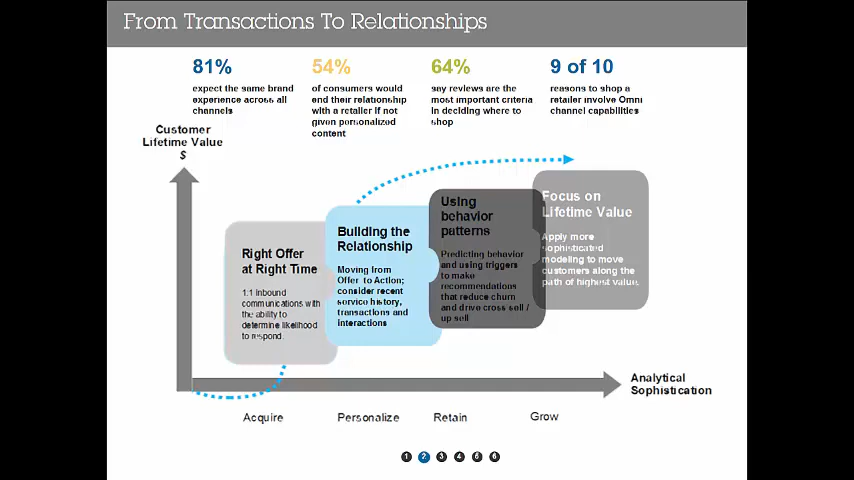 From Transactions To Relationships
81%
expect the same brand
experience across all
channels
54%
of consumers would
end their relationship
with a retailer if not
given personalized
content
64%
say reviews are the
most important criteria
in deciding where to
shop
9 of 10
reasons to shop a
retailer involve Omni
channel capabilities
Customer
Lifetime Value
$
Right Offer
at Right Time
1:1 Inbound
communications with
the ability to
determine likelihood
to respond.
Building the
Relationship
Moving from
Offer to Action;
consider recent
service history,
transactions and
interactions
Using
behavior
patterns
Predicting behavior
and using triggers
to make
recommendations
that reduce churn
and drive cross sell /
up sell
Focus on
Lifetime Value
Apply more
sophisticated
modeling to move
customers along the
path of highest value.
Analytical
Sophistication
Acquire Personalize Retain Grow
1 2 3 4 5 6